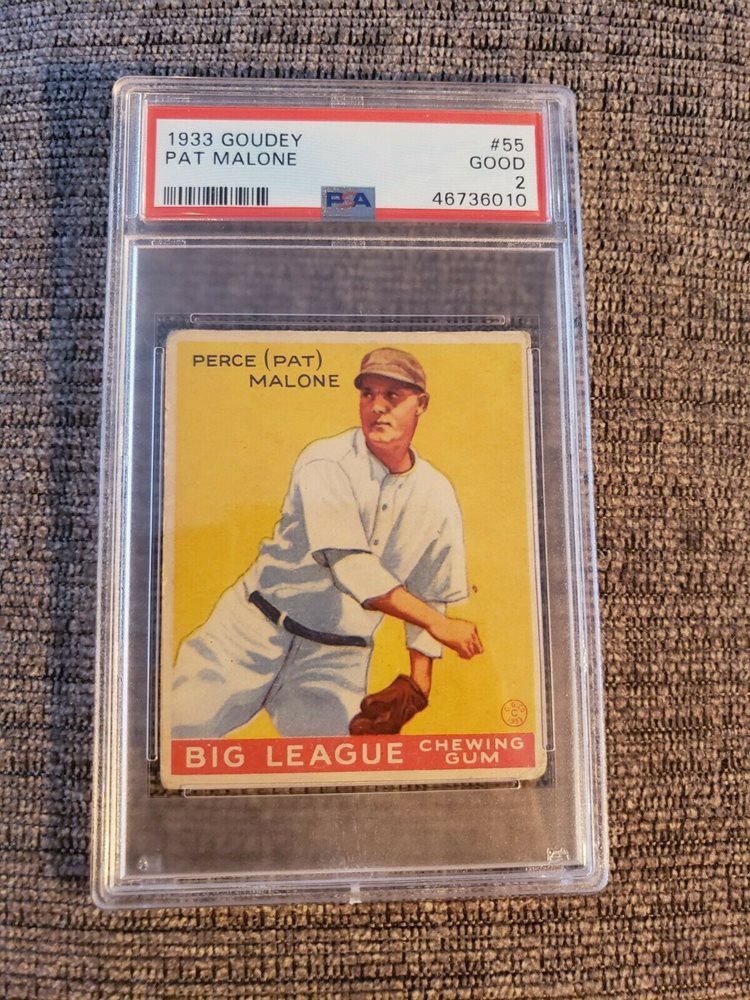 1933 GOUDEY #55
PAT MALONE GOOD
2
PSA 46736010
PERCE (PAT)
MALONE
BIG LEAGUE CHEWING
GUM